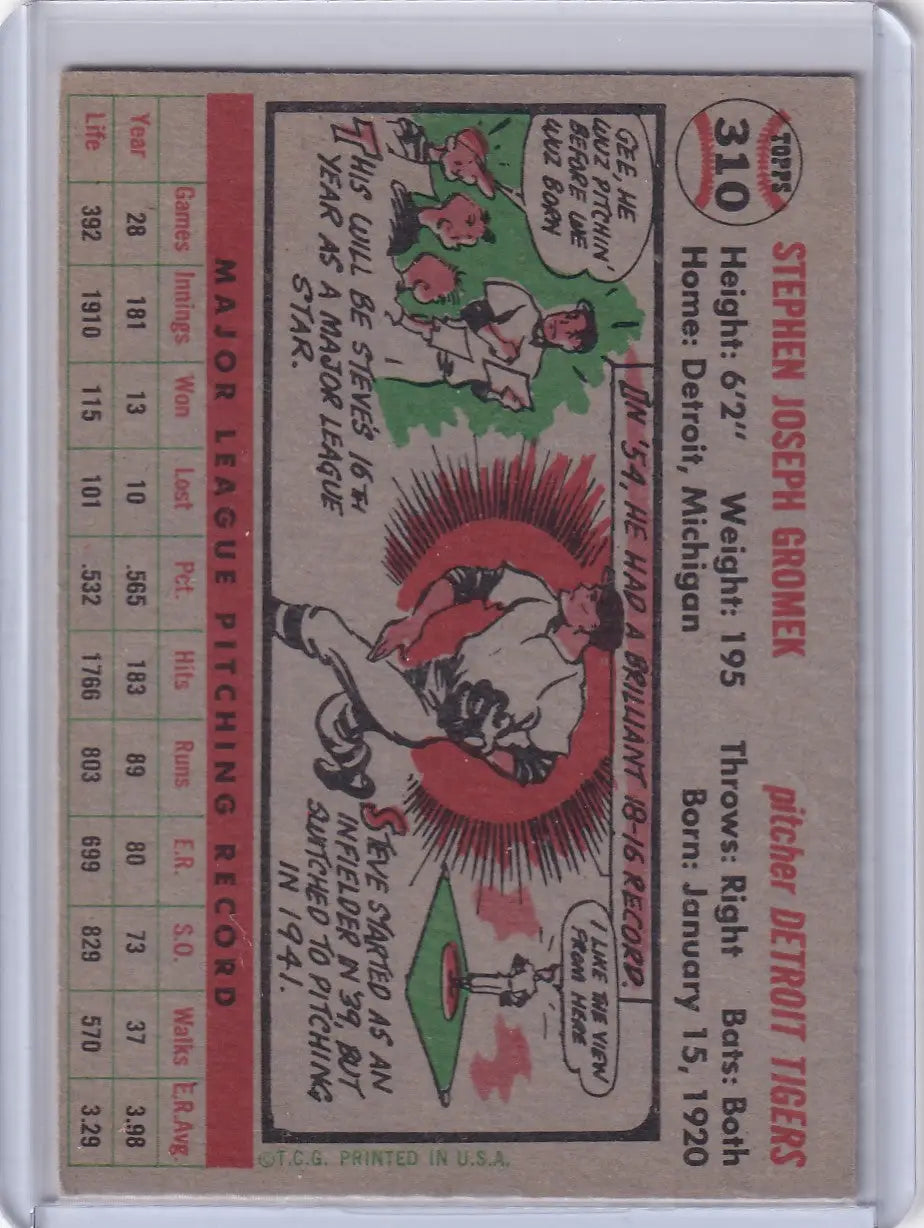 TOPPS
310
STEPHEN JOSEPH GROMEK pitcher DETROIT TIGERS
Height: 6'2" Weight: 195 Throws: Right Bats: Both
Home: Detroit, Michigan Born: January 15, 1920
GEE, HE
WUZ PITCHIN'
BEFORE WE
WUZ BORN
THIS WILL BE STEVE'S 16TH
YEAR AS A MAJOR LEAGUE
STAR.
IN '54, HE HAD A BRILLIANT 18-16 RECORD.
I LIKE THE VIEW
FROM HERE
STEVE STARTED AS AN
INFIELDER IN '39, BUT
SWITCHED TO PITCHING
IN 1941.
©T.C.G. PRINTED IN U.S.A.
MAJOR LEAGUE PITCHING RECORD
Games Innings Won Lost Pct. Hits Runs E.R. S.O. Walks E.R.Avg.
Year 28 181 13 10 .565 183 89 80 73 37 3.98
Life 392 1910 115 101 .532 1766 803 699 829 570 3.29